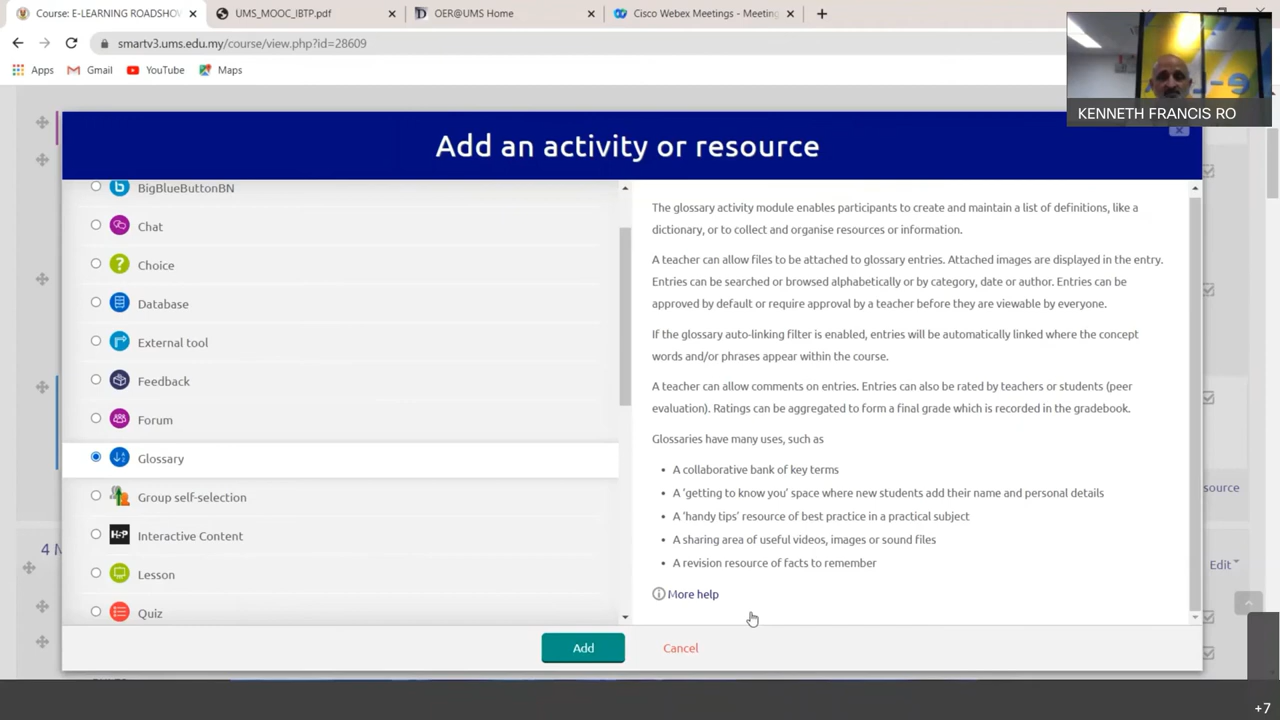 Course: E-LEARNING ROADSHOW
UMS_MOOC_IBTP.pdf
OER@UMS Home
Cisco Webex Meetings - Meeting
smartv3.ums.edu.my/course/view.php?id=28609
Apps
Gmail
YouTube
Maps
KENNETH FRANCIS RO
Add an activity or resource
BigBlueButtonBN
Chat
Choice
Database
External tool
Feedback
Forum
Glossary
Group self-selection
Interactive Content
Lesson
Quiz
The glossary activity module enables participants to create and maintain a list of definitions, like a
dictionary, or to collect and organise resources or information.
A teacher can allow files to be attached to glossary entries. Attached images are displayed in the entry.
Entries can be searched or browsed alphabetically or by category, date or author. Entries can be
approved by default or require approval by a teacher before they are viewable by everyone.
If the glossary auto-linking filter is enabled, entries will be automatically linked where the concept
words and/or phrases appear within the course.
A teacher can allow comments on entries. Entries can also be rated by teachers or students (peer
evaluation). Ratings can be aggregated to form a final grade which is recorded in the gradebook.
Glossaries have many uses, such as
• A collaborative bank of key terms
• A ‘getting to know you’ space where new students add their name and personal details
• A ‘handy tips’ resource of best practice in a practical subject
• A sharing area of useful videos, images or sound files
• A revision resource of facts to remember
More help
Add
Cancel
source
4 M
Edit
+7